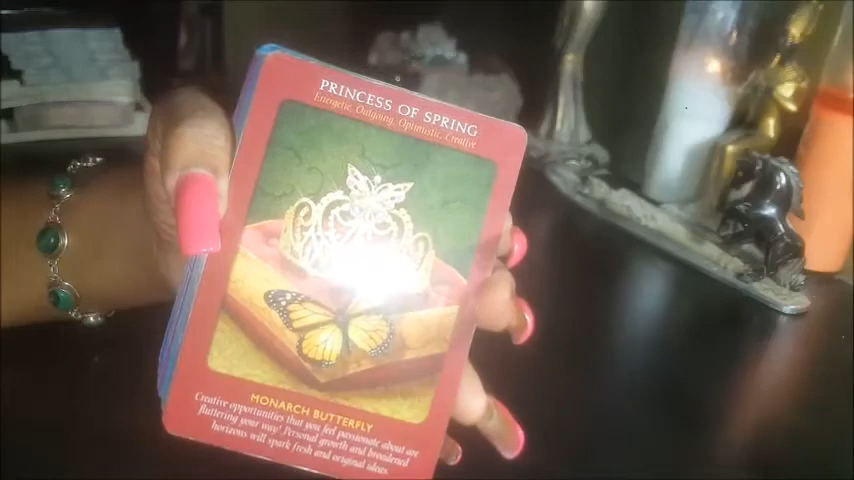 PRINCESS OF SPRING
Energetic, Outgoing, Optimistic, Creative
MONARCH BUTTERFLY
Creative opportunities that you feel passionate about are
fluttering your way! Personal growth and broadened
horizons will spark fresh and original ideas.